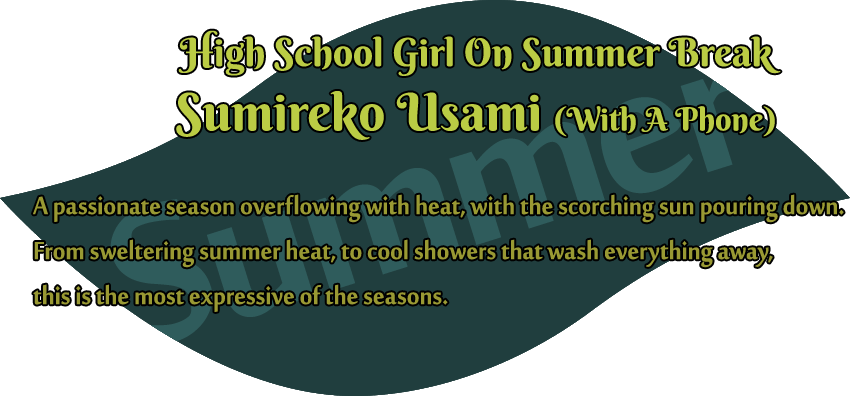 High School Girl On Summer Break
Sumireko Usami (With A Phone)
Summer
A passionate season overflowing with heat, with the scorching sun pouring down.
From sweltering summer heat, to cool showers that wash everything away,
this is the most expressive of the seasons.